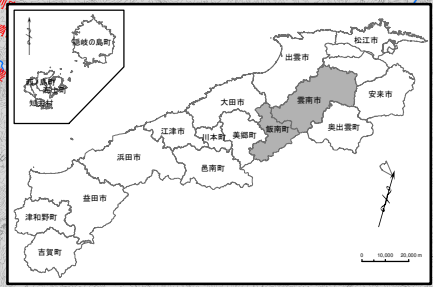 隠岐の島町
西ノ島町
海士町
知夫村
松江市
出雲市
安来市
雲南市
大田市
奥出雲町
飯南町
美郷町
川本町
江津市
邑南町
浜田市
益田市
津和野町
吉賀町
0 10,000 20,000 m